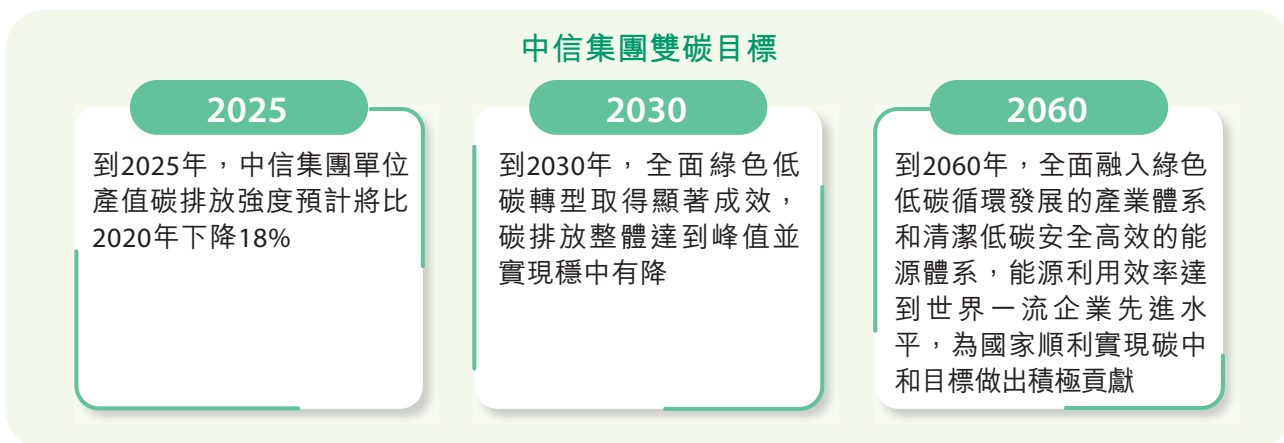 中信集團雙碳目標
2025
到2025年，中信集團單位
產值碳排放強度預計將比
2020年下降18%
2030
到2030年，全面綠色低
碳轉型取得顯著成效，
碳排放整體達到峰值並
實現穩中有降
2060
到2060年，全面融入綠色
低碳循環發展的產業體系
和清潔低碳安全高效的能
源體系，能源利用效率達
到世界一流企業先進水
平，為國家順利實現碳中
和目標做出積極貢獻